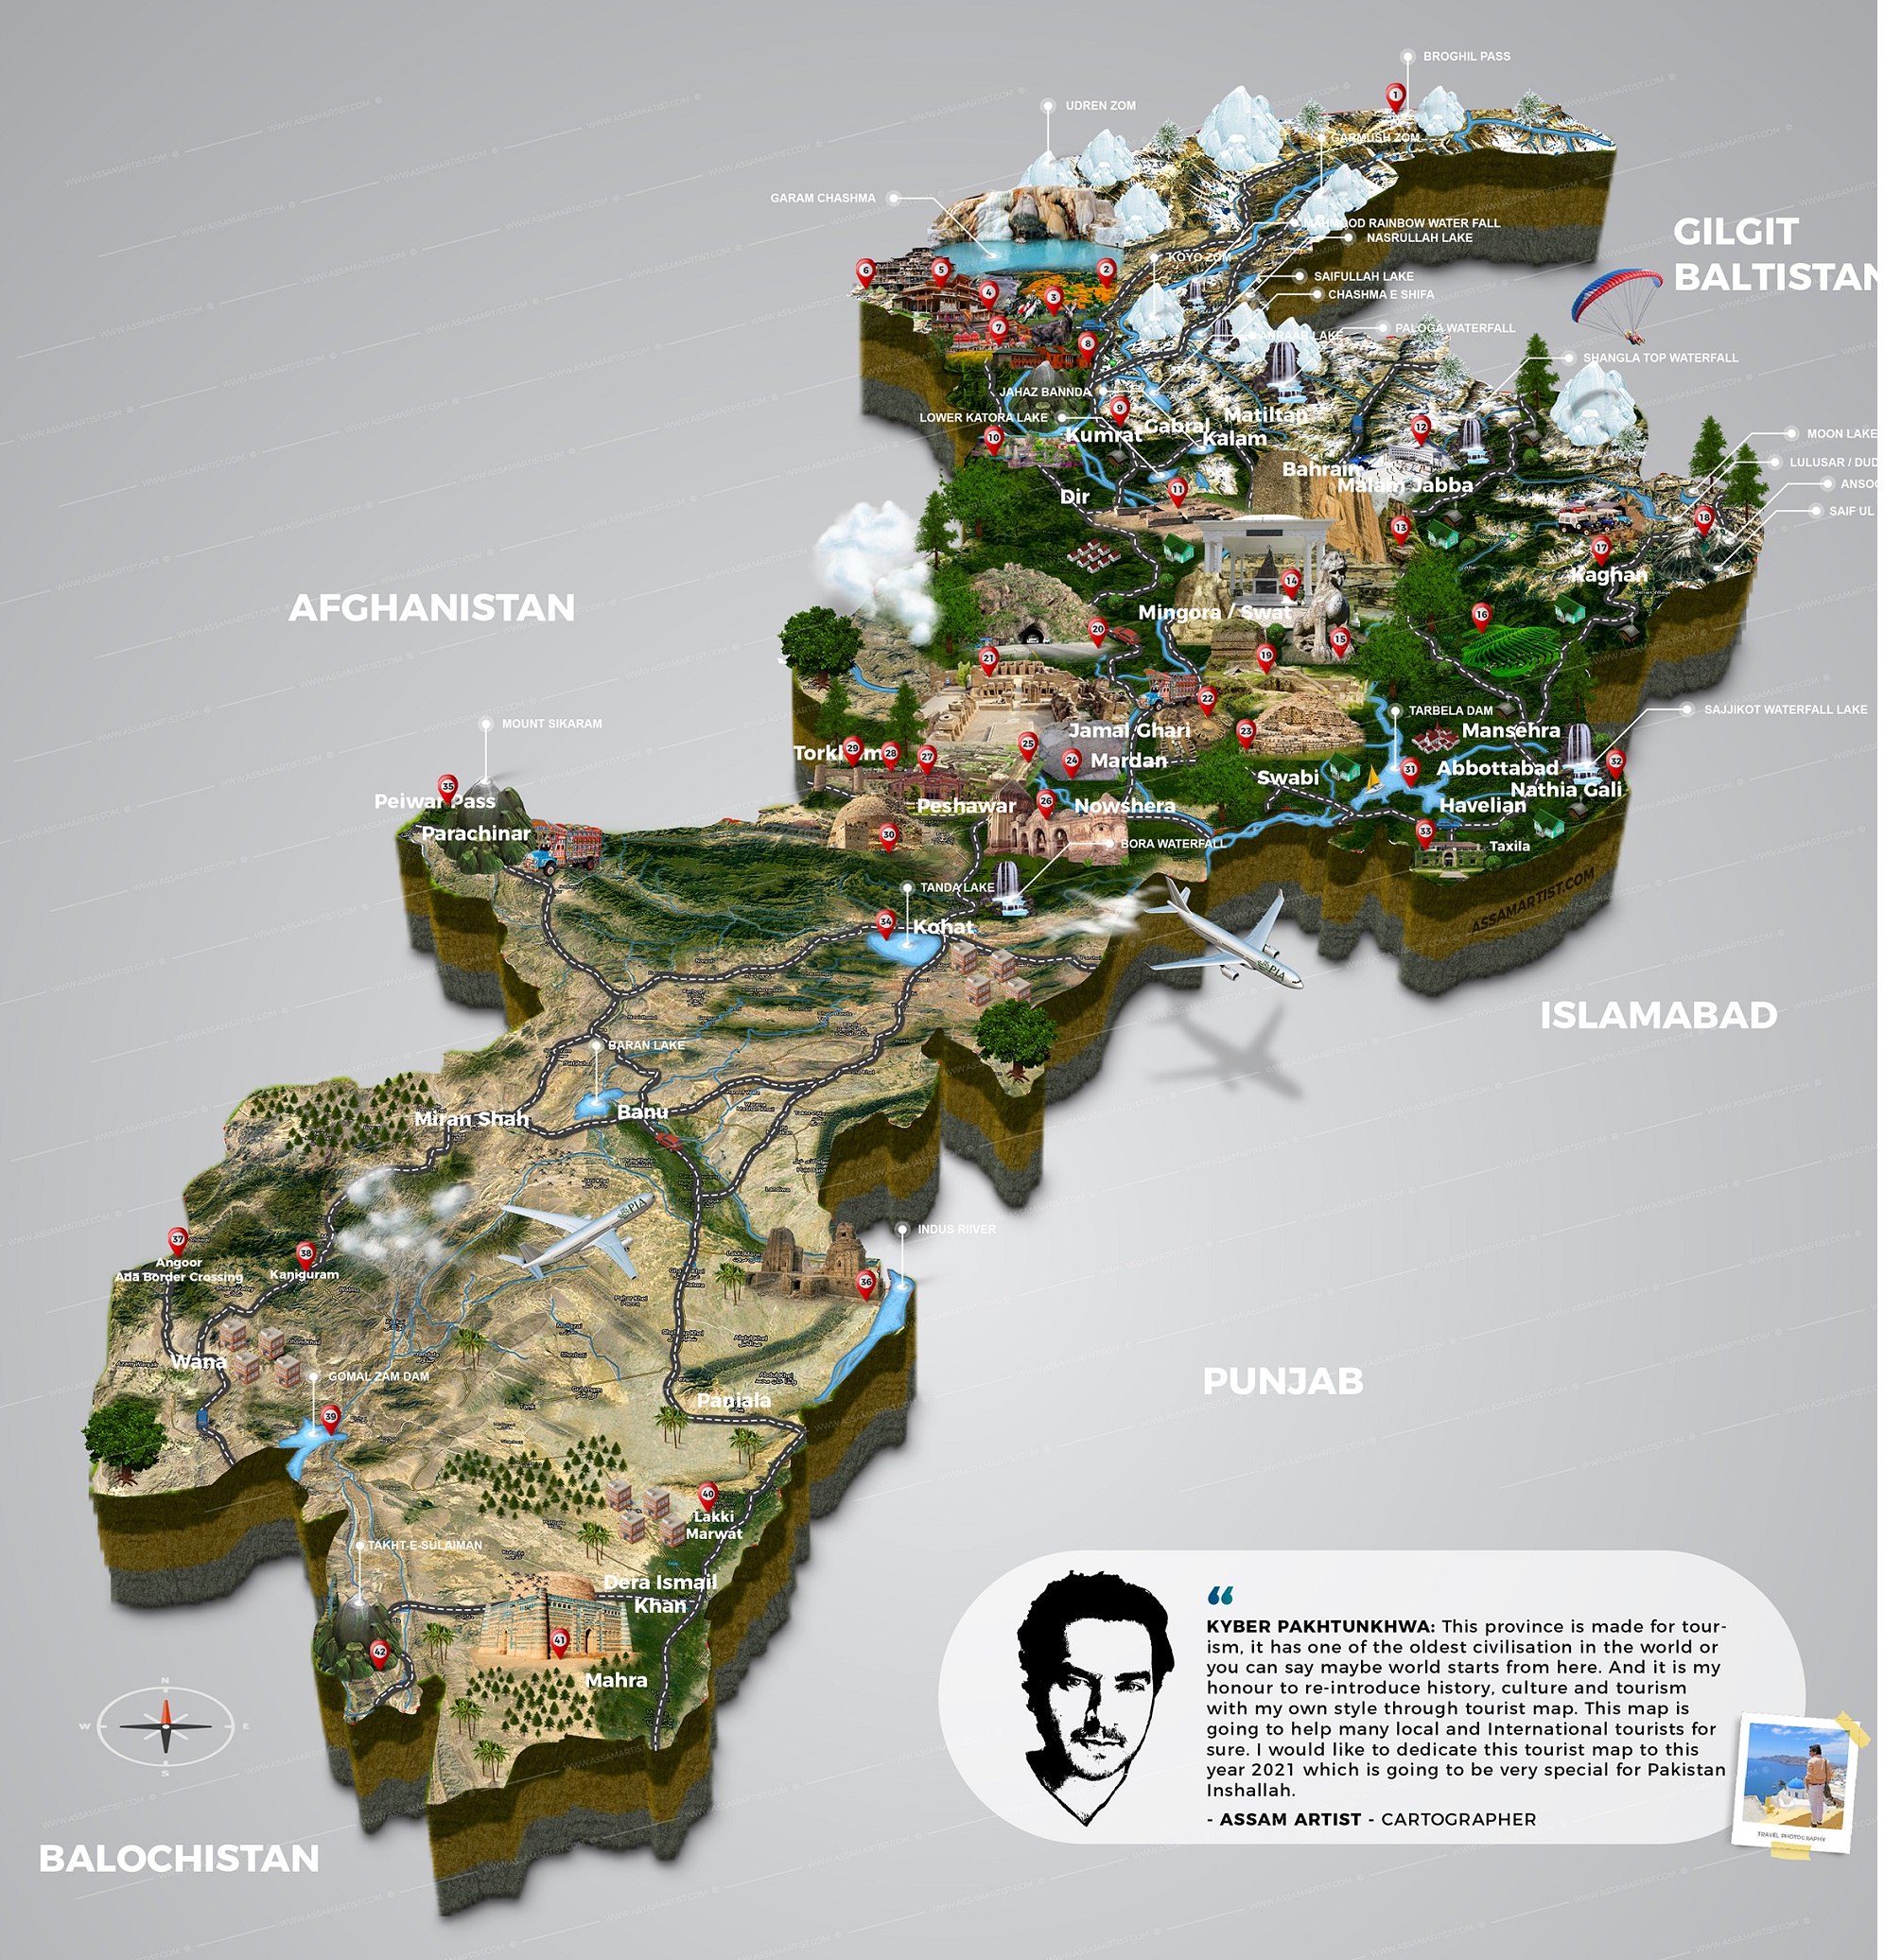 BROGHIL PASS
UDREN ZOM
GARMUSH ZOM
GARAM CHASHMA
GILGIT
BALTISTAN
MAHMOOD RAINBOW WATER FALL
NASRULLAH LAKE
KOYO ZOM
SAIFULLAH LAKE
CHASHMA E SHIFA
PALOGA WATERFALL
SHANGLA TOP WATERFALL
JAHAZ BANNDA
LOWER KATORA LAKE
Matiltan
Gabral
Kumrat
Kalam
MOON LAKE
LULUSAR / DUD
Bahrain
Malam Jabba
SAIF UL
Dir
Kaghan
AFGHANISTAN
Mingora / Swat
MOUNT SIKARAM
TARBELA DAM
SAJJIKOT WATERFALL LAKE
Jamal Ghari
Mansehra
Mardan
Abbottabad
Swabi
Nathia Gali
Peiwar Pass
Peshawar
Nowshera
Havelian
Parachinar
BORA WATERFALL
Taxila
TANDA LAKE
ASSAMARTIST.COM
Kohat
PIA
ISLAMABAD
BARAN LAKE
Miran Shah
Banu
PIA
INDUS RIIVER
Angoor
Ada Border Crossing
Kaniguram
Wana
GOMAL ZAM DAM
PUNJAB
Paniala
Lakki
Marwat
TAKHT-E-SULAIMAN
Dera Ismail
Khan
Mahra
1
2
3
4
5
6
7
8
9
10
11
12
13
14
15
16
17
18
19
20
21
22
23
24
25
26
27
28
29
30
31
32
33
34
35
36
37
38
39
40
41
42
N
W
E
S
BALOCHISTAN
KYBER PAKHTUNKHWA: This province is made for tour-
ism, it has one of the oldest civilisation in the world or
you can say maybe world starts from here. And it is my
honour to re-introduce history, culture and tourism
with my own style through tourist map. This map is
going to help many local and International tourists for
sure. I would like to dedicate this tourist map to this
year 2021 which is going to be very special for Pakistan
Inshallah.
- ASSAM ARTIST - CARTOGRAPHER
TRAVEL PHOTOGRAPHY
WWW.ASSAMARTIST.COM